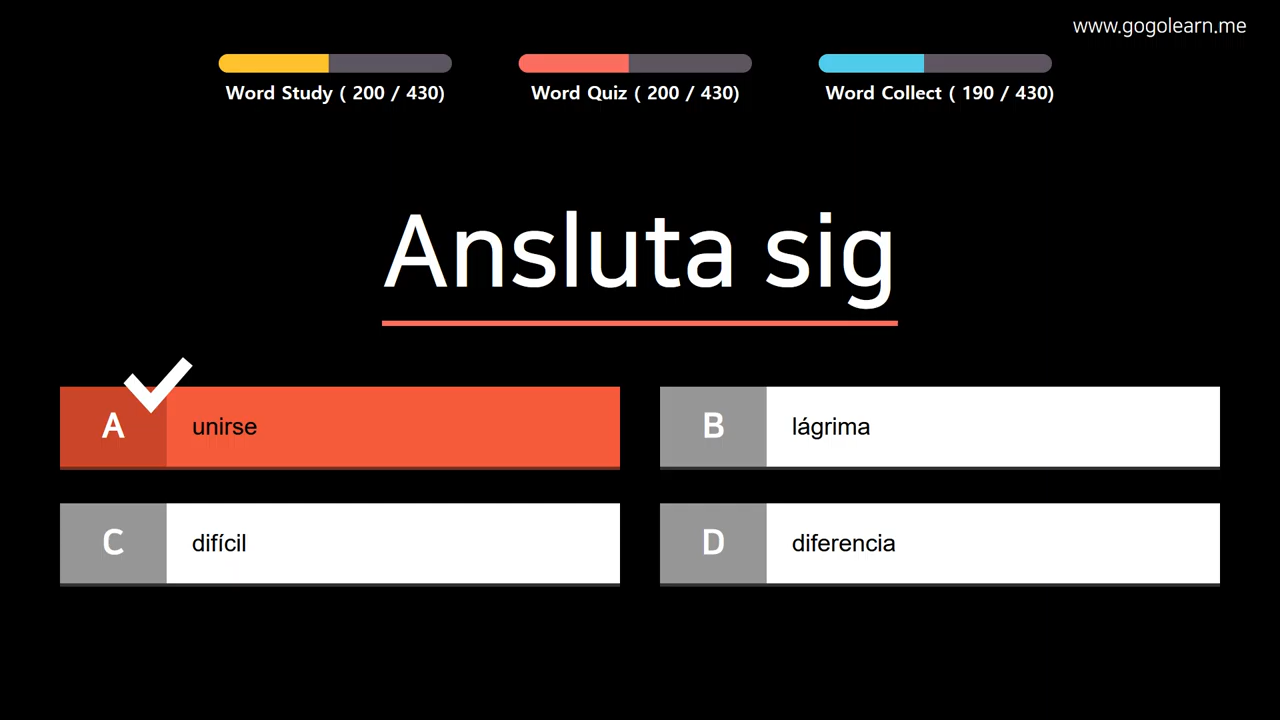 www.gogolearn.me
Word Study ( 200 / 430)
Word Quiz ( 200 / 430)
Word Collect ( 190 / 430)
Ansluta sig
A unirse
B lágrima
C difícil
D diferencia